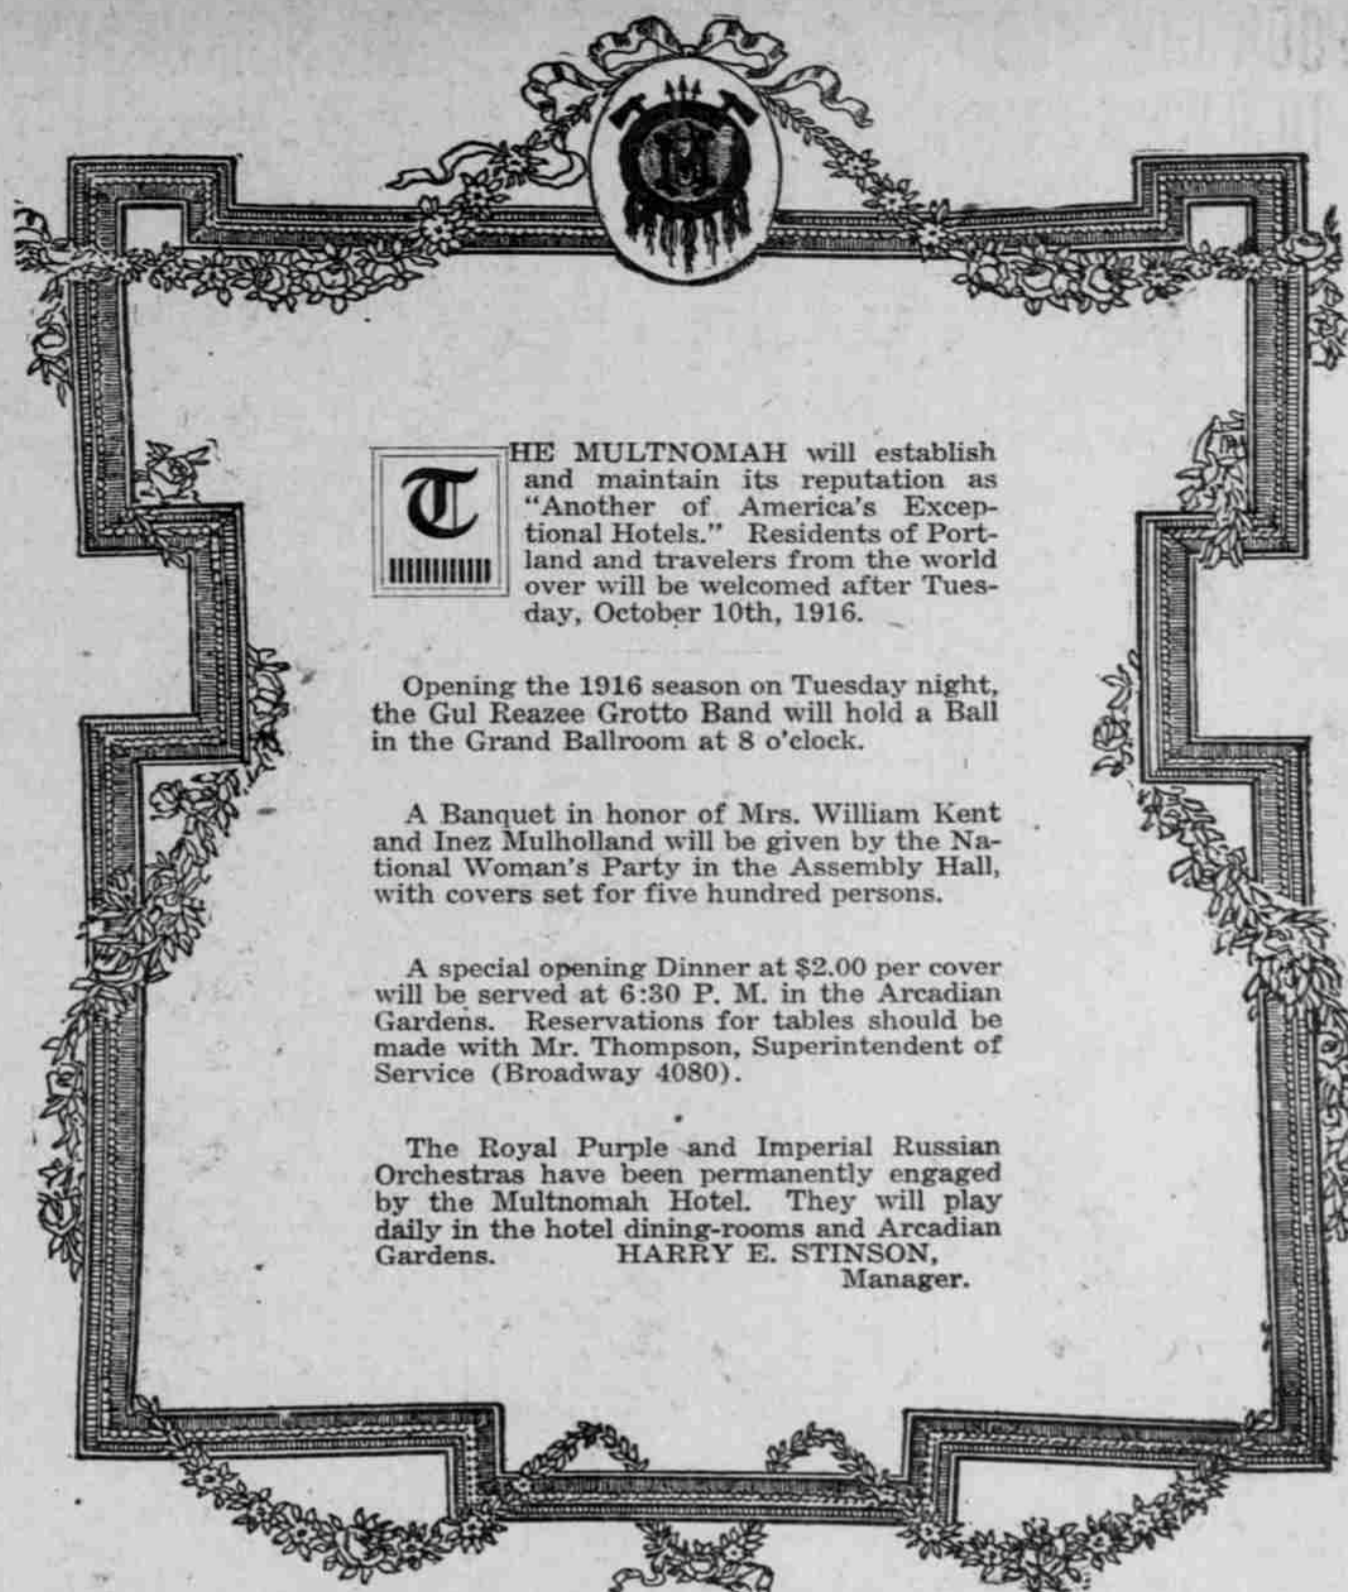 THE MULTNOMAH will establish
and maintain its reputation as
“Another of America’s Excep-
tional Hotels.” Residents of Port-
land and travelers from the world
over will be welcomed after Tues-
day, October 10th, 1916.
Opening the 1916 season on Tuesday night,
the Gul Reazee Grotto Band will hold a Ball
in the Grand Ballroom at 8 o’clock.
A Banquet in honor of Mrs. William Kent
and Inez Mulholland will be given by the Na-
tional Woman’s Party in the Assembly Hall,
with covers set for five hundred persons.
A special opening Dinner at $2.00 per cover
will be served at 6:30 P. M. in the Arcadian
Gardens. Reservations for tables should be
made with Mr. Thompson, Superintendent of
Service (Broadway 4080).
The Royal Purple and Imperial Russian
Orchestras have been permanently engaged
by the Multnomah Hotel. They will play
daily in the hotel dining-rooms and Arcadian
Gardens. HARRY E. STINSON,
Manager.